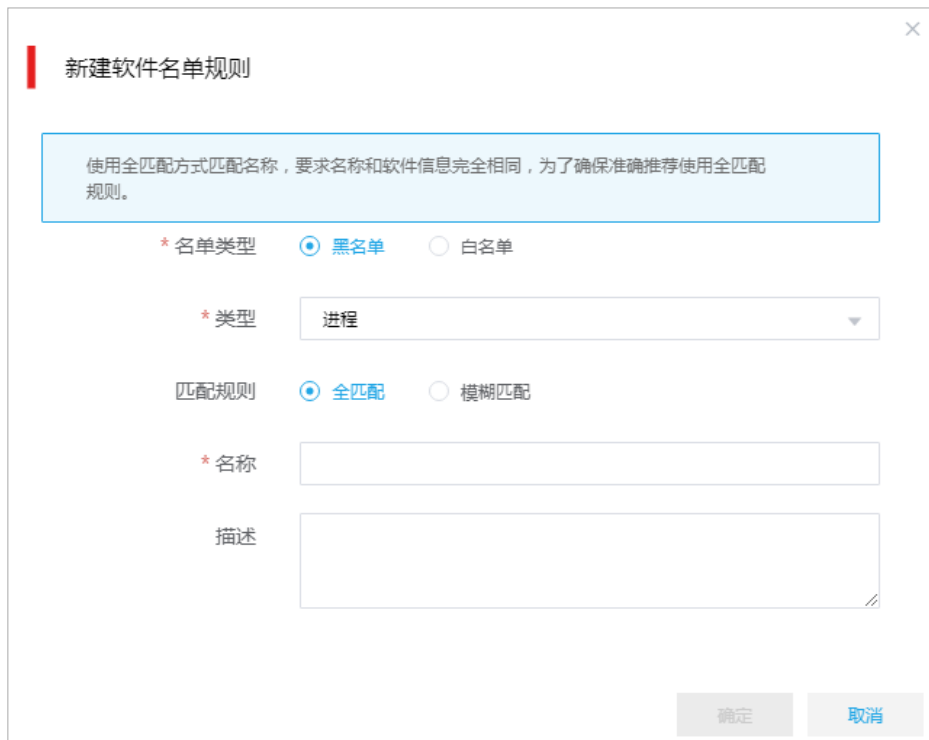 新建软件名单规则
使用全匹配方式匹配名称，要求名称和软件信息完全相同，为了确保准确推荐使用全匹配
规则。
* 名单类型 黑名单 白名单
* 类型 进程
匹配规则 全匹配 模糊匹配
* 名称
描述
确定 取消